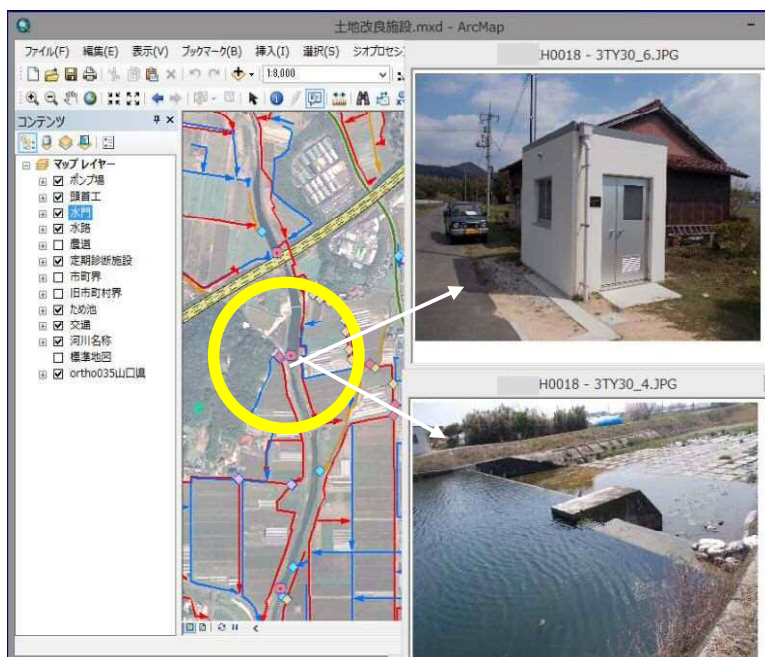 土地改良施設.mxd - ArcMap
ファイル(F) 編集(E) 表示(V) ブックマーク(B) 挿入(I) 選択(S) ジオプロセシ
1:8,000
コンテンツ
マップ レイヤー
ポンプ場
頭首工
水門
水路
農道
定期診断施設
市町界
旧市町村界
ため池
交通
河川名称
標準地図
ortho035山口県
H0018 - 3TY30_6.JPG
H0018 - 3TY30_4.JPG